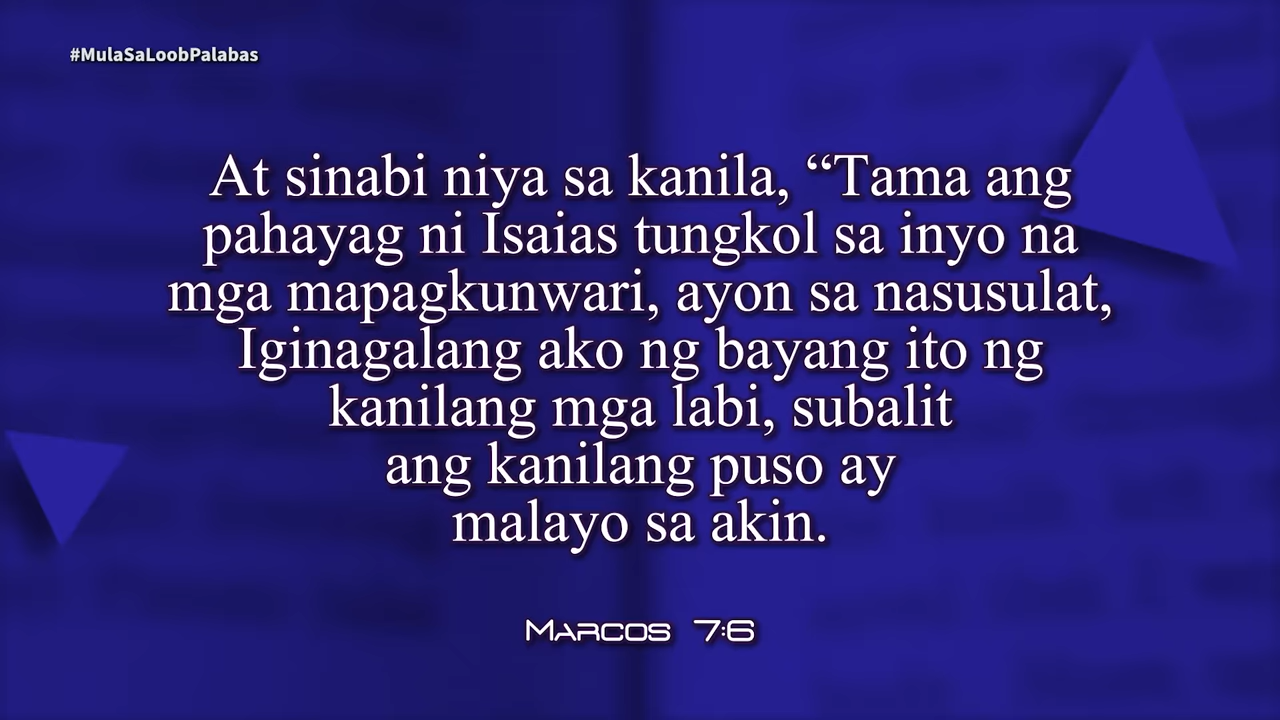 #MulaSaLoobPalabas
At sinabi niya sa kanila, “Tama ang
pahayag ni Isaias tungkol sa inyo na
mga mapagkunwari, ayon sa nasusulat,
Iginagalang ako ng bayang ito ng
kanilang mga labi, subalit
ang kanilang puso ay
malayo sa akin.
Marcos 7:6